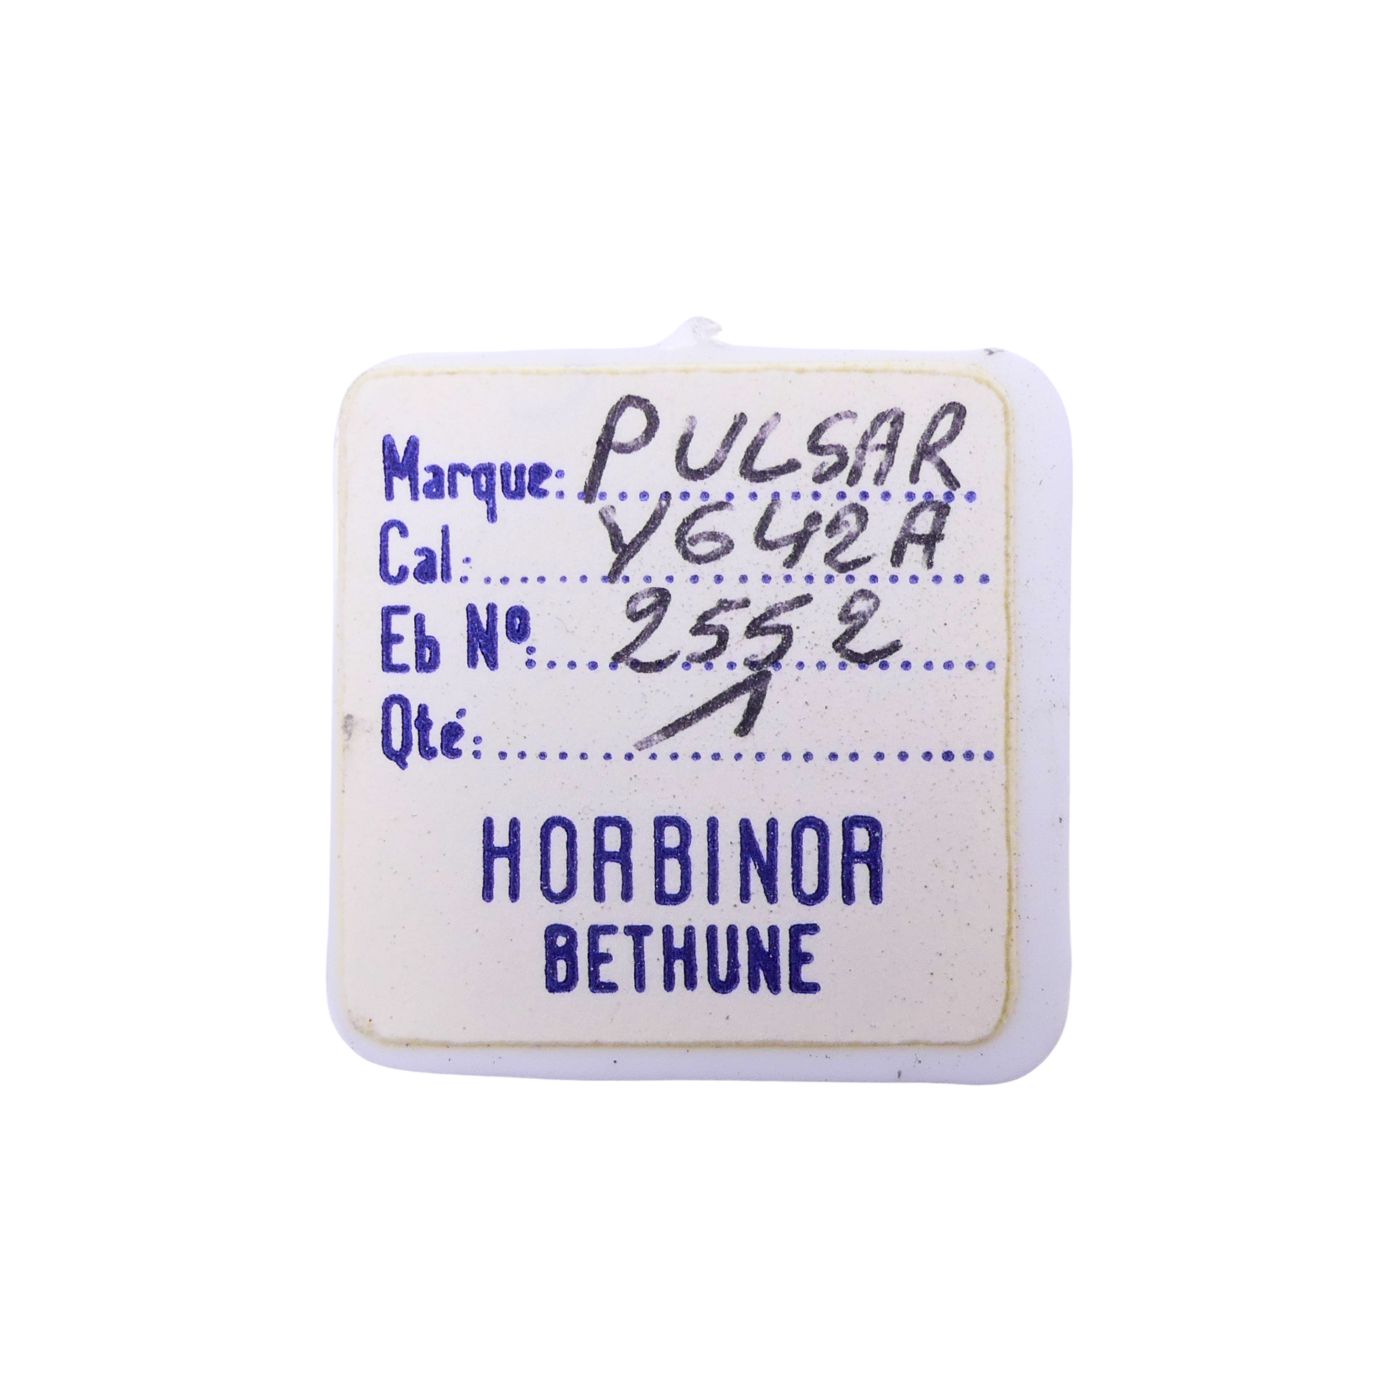 Marque: PULSAR
Cal: Y642A
Eb Nº: 2552
Qté: 1
HORBINOR
BETHUNE